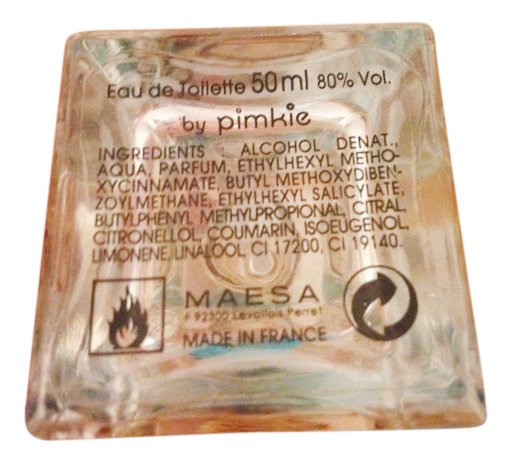 Eau de Toilette 50ml 80% Vol.
by pimkie
INGREDIENTS : ALCOHOL DENAT.,
AQUA, PARFUM, ETHYLHEXYL METHO-
XYCINNAMATE, BUTYL METHOXYDIBEN-
ZOYLMETHANE, ETHYLHEXYL SALICYLATE,
BUTYLPHENYL METHYLPROPIONAL, CITRAL,
CITRONELLOL, COUMARIN, ISOEUGENOL,
LIMONENE, LINALOOL, CI 17200, CI 19140.
MAESA
F 92300 Levallois Perret
MADE IN FRANCE